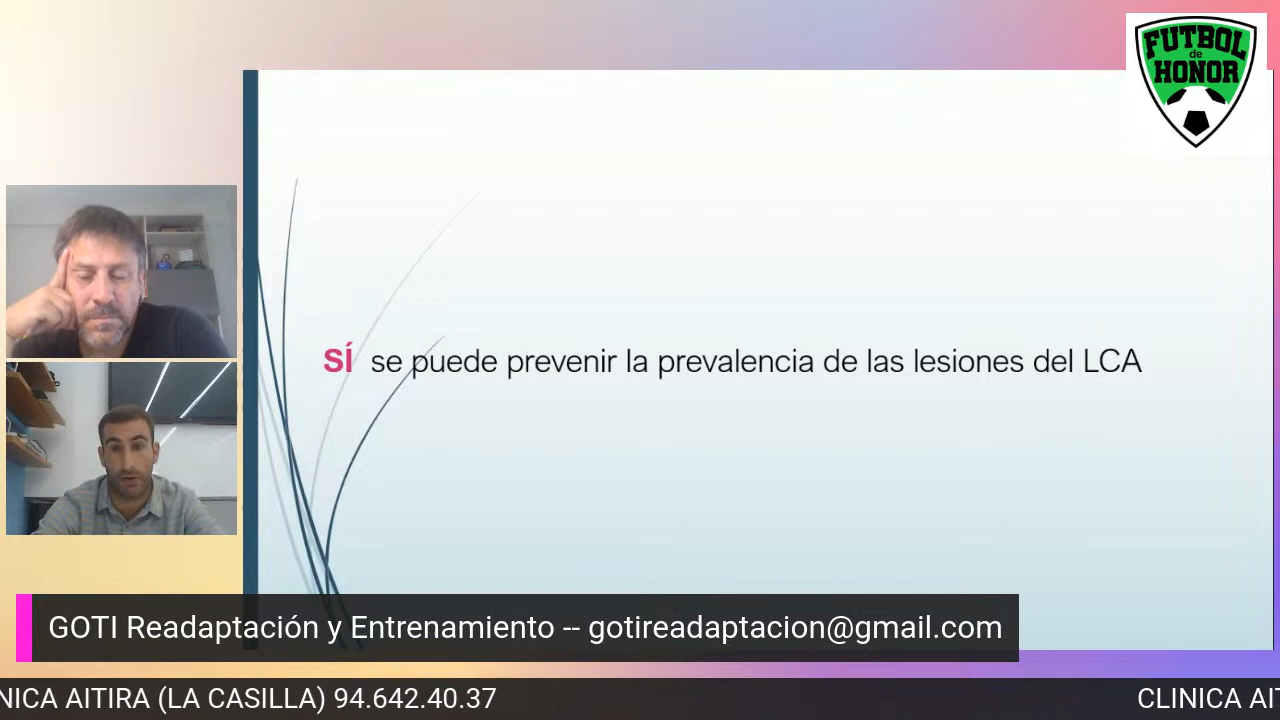 FUTBOL
de
HONOR
SÍ se puede prevenir la prevalencia de las lesiones del LCA
GOTI Readaptación y Entrenamiento -- gotireadaptacion@gmail.com
NICA AITIRA (LA CASILLA) 94.642.40.37
CLINICA AIT